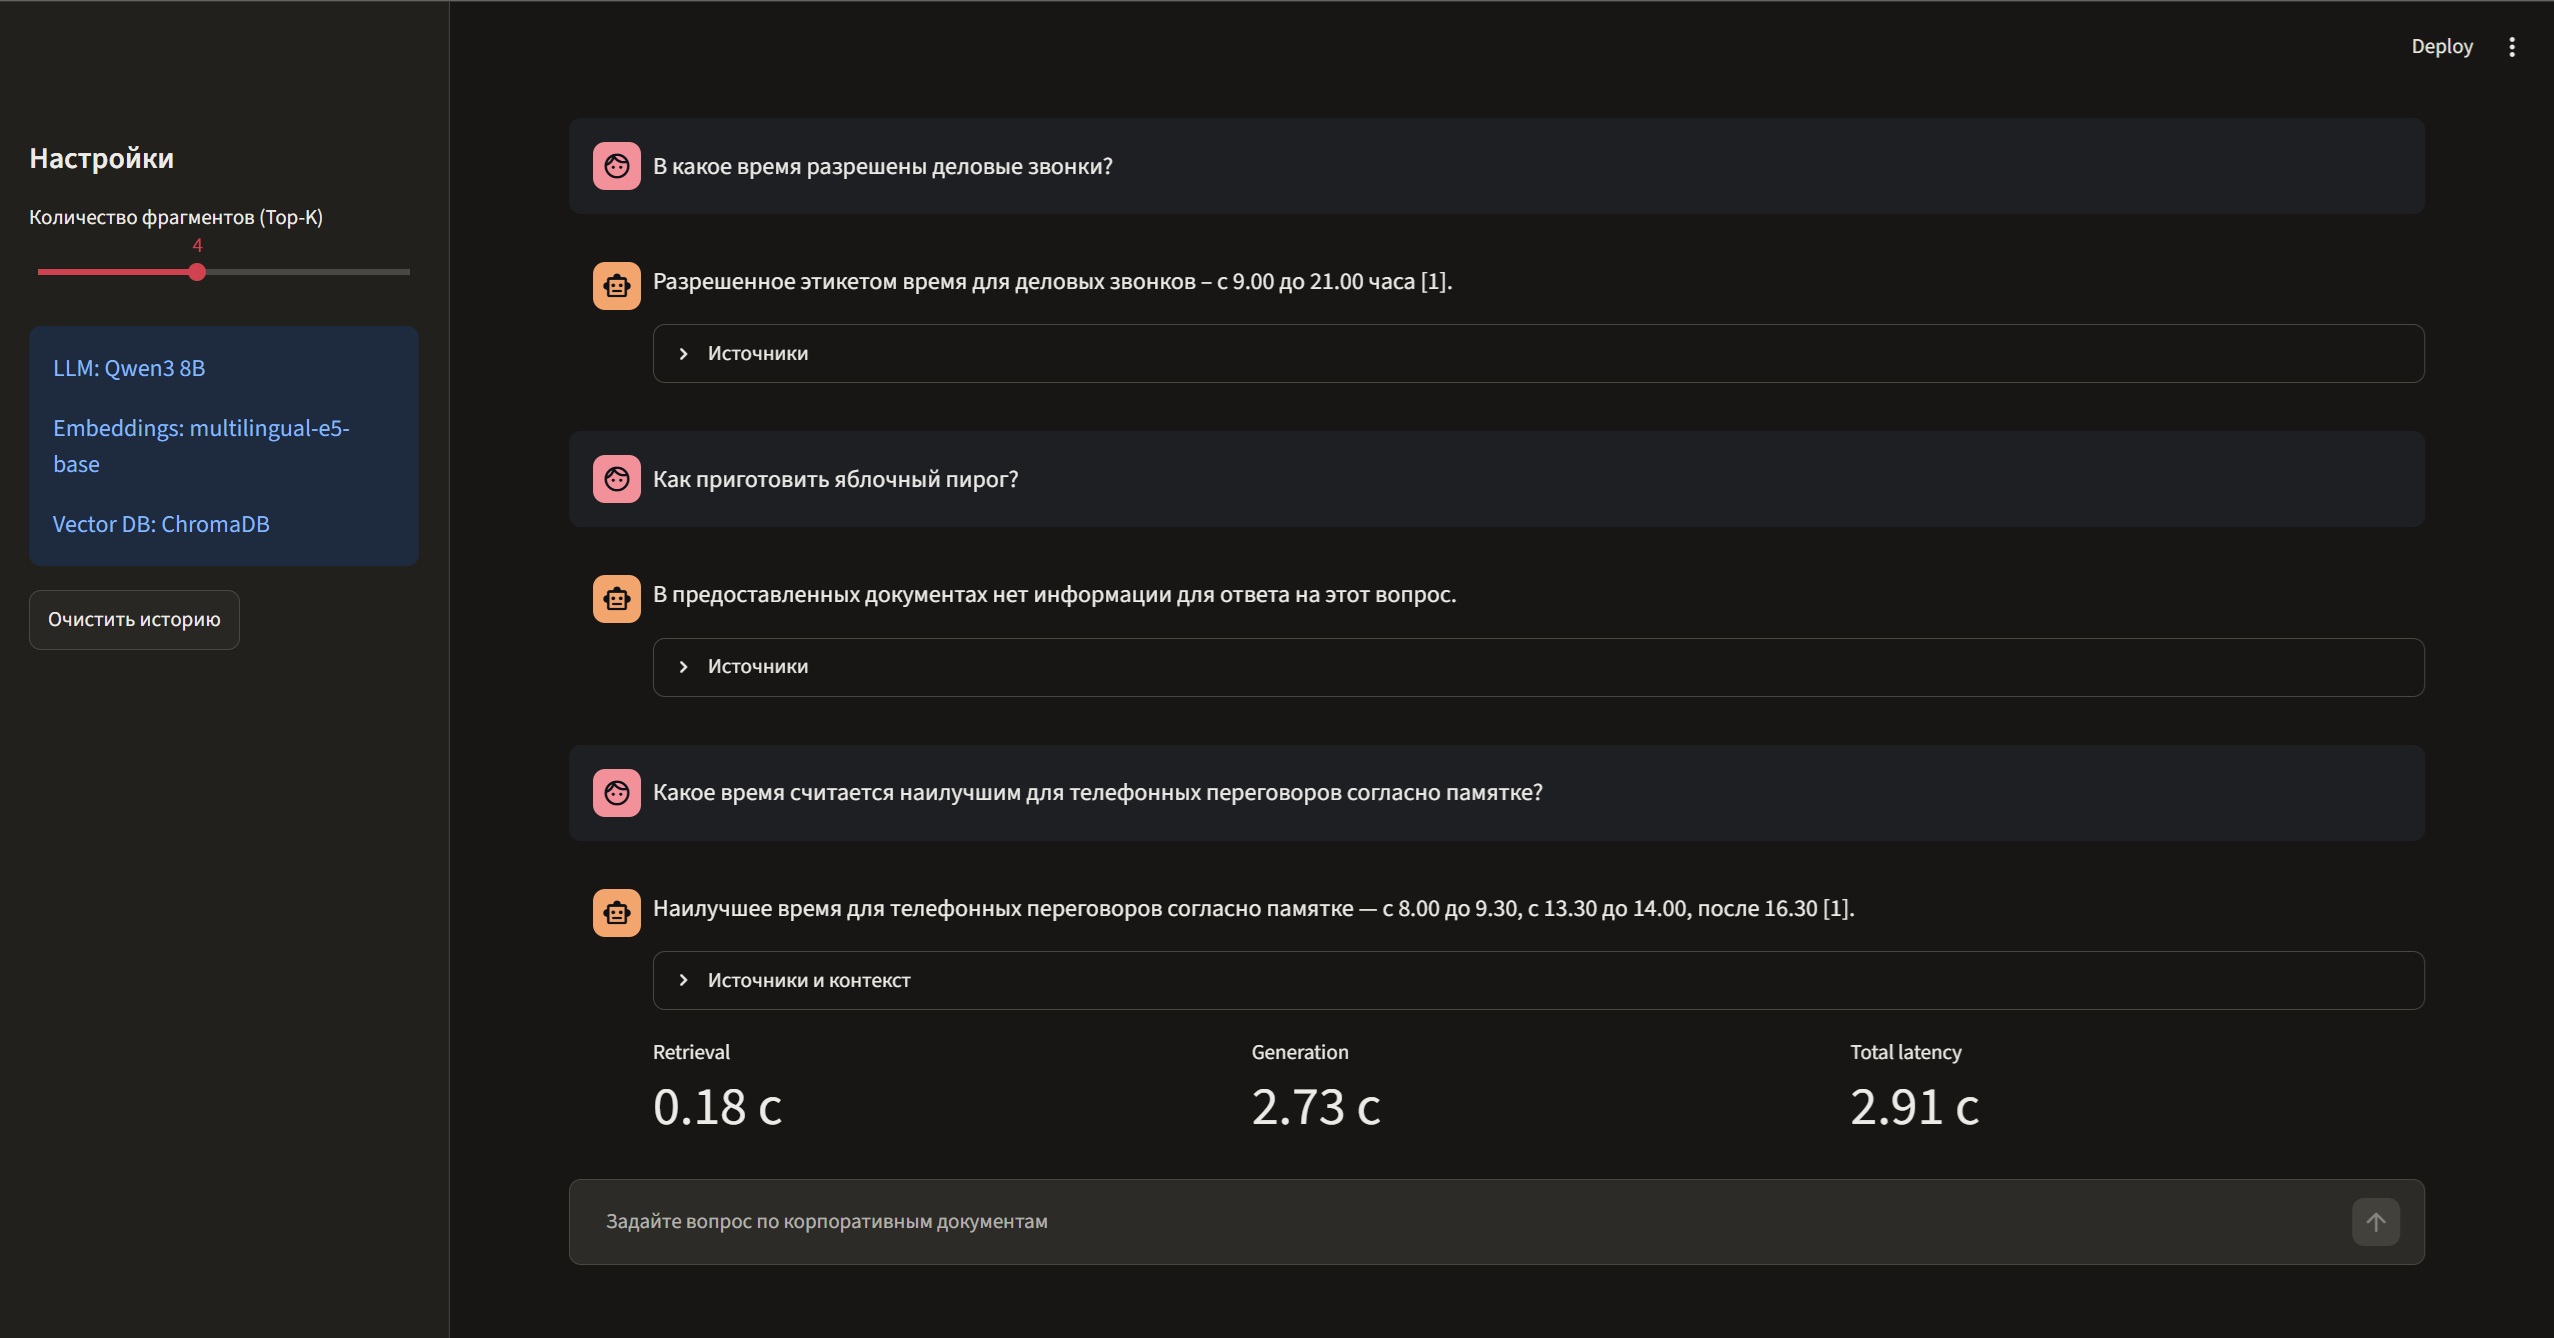 Deploy
Настройки
Количество фрагментов (Top-K)
4
LLM: Qwen3 8B
Embeddings: multilingual-e5-
base
Vector DB: ChromaDB
Очистить историю
В какое время разрешены деловые звонки?
Разрешенное этикетом время для деловых звонков – с 9.00 до 21.00 часа [1].
Источники
Как приготовить яблочный пирог?
В предоставленных документах нет информации для ответа на этот вопрос.
Источники
Какое время считается наилучшим для телефонных переговоров согласно памятке?
Наилучшее время для телефонных переговоров согласно памятке — с 8.00 до 9.30, с 13.30 до 14.00, после 16.30 [1].
Источники и контекст
Retrieval
0.18 с
Generation
2.73 с
Total latency
2.91 с
Задайте вопрос по корпоративным документам